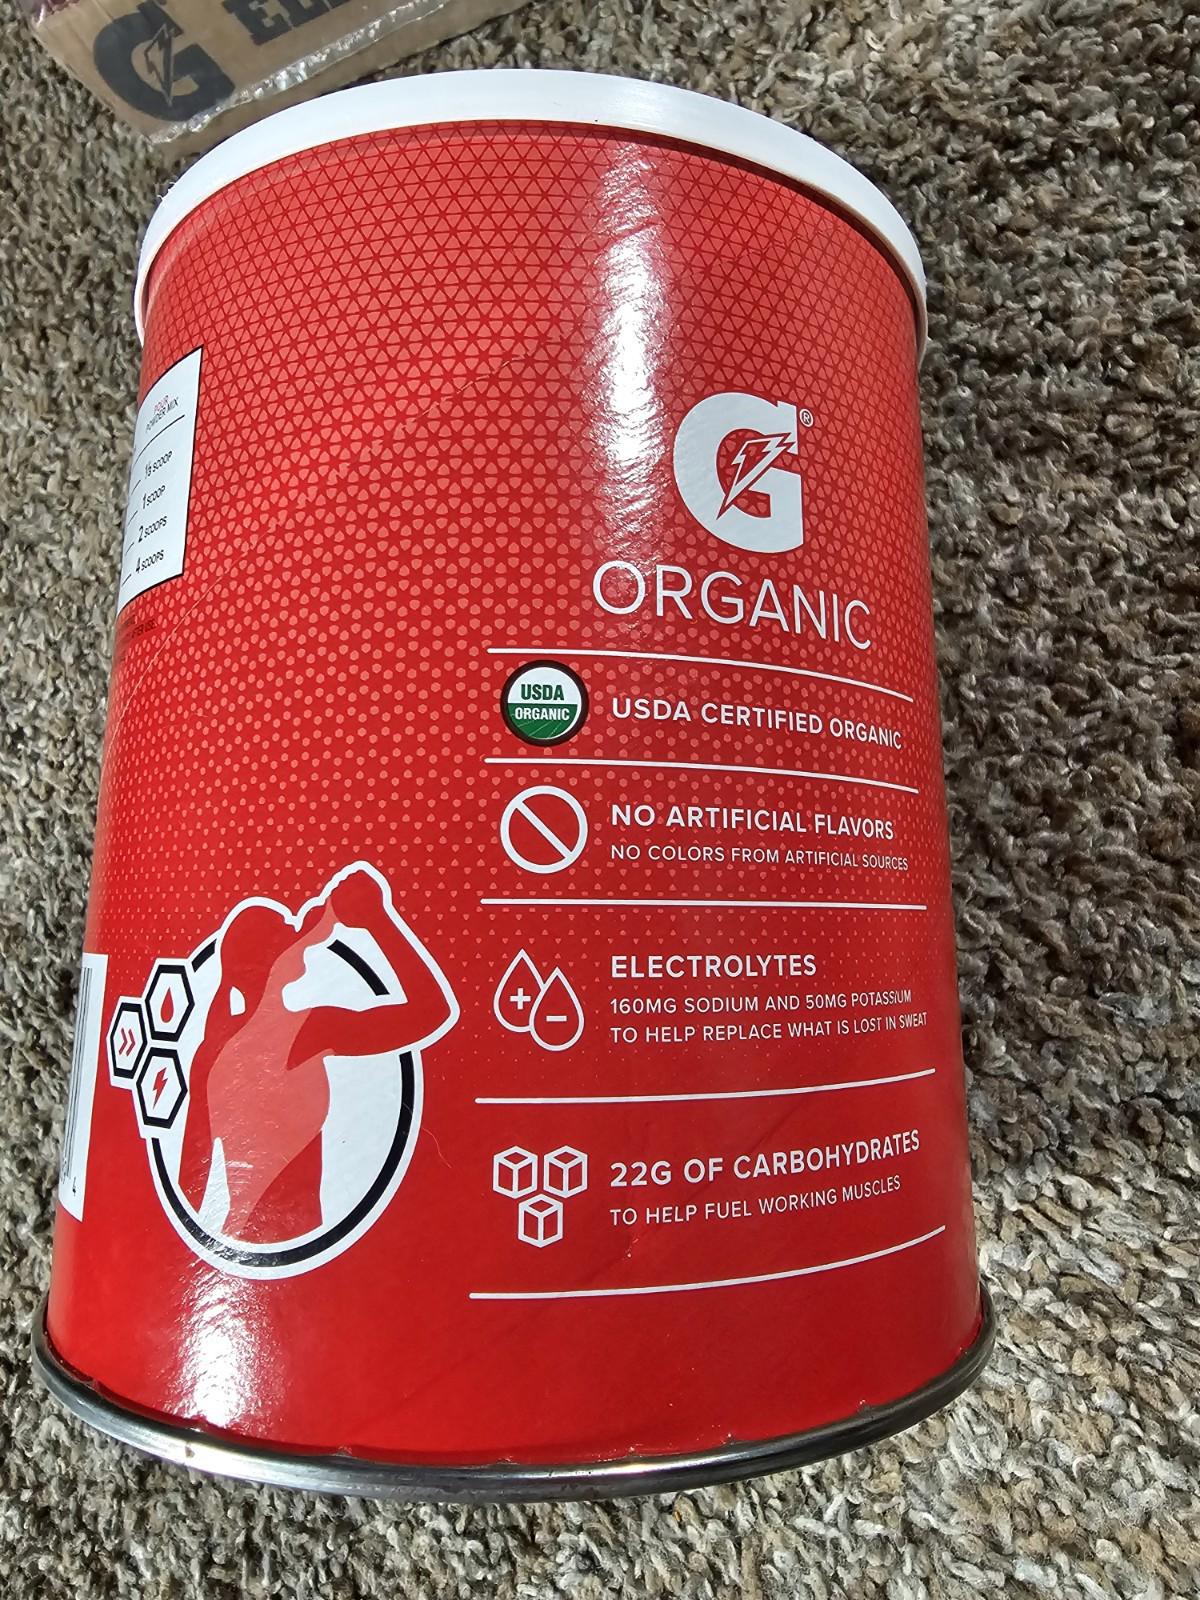 G
G®
ORGANIC
USDA
ORGANIC
USDA CERTIFIED ORGANIC
NO ARTIFICIAL FLAVORS
NO COLORS FROM ARTIFICIAL SOURCES
ELECTROLYTES
160MG SODIUM AND 50MG POTASSIUM
TO HELP REPLACE WHAT IS LOST IN SWEAT
22G OF CARBOHYDRATES
TO HELP FUEL WORKING MUSCLES
POUR
POWDER MIX
1 SCOOP
2 SCOOPS
4 SCOOPS
4